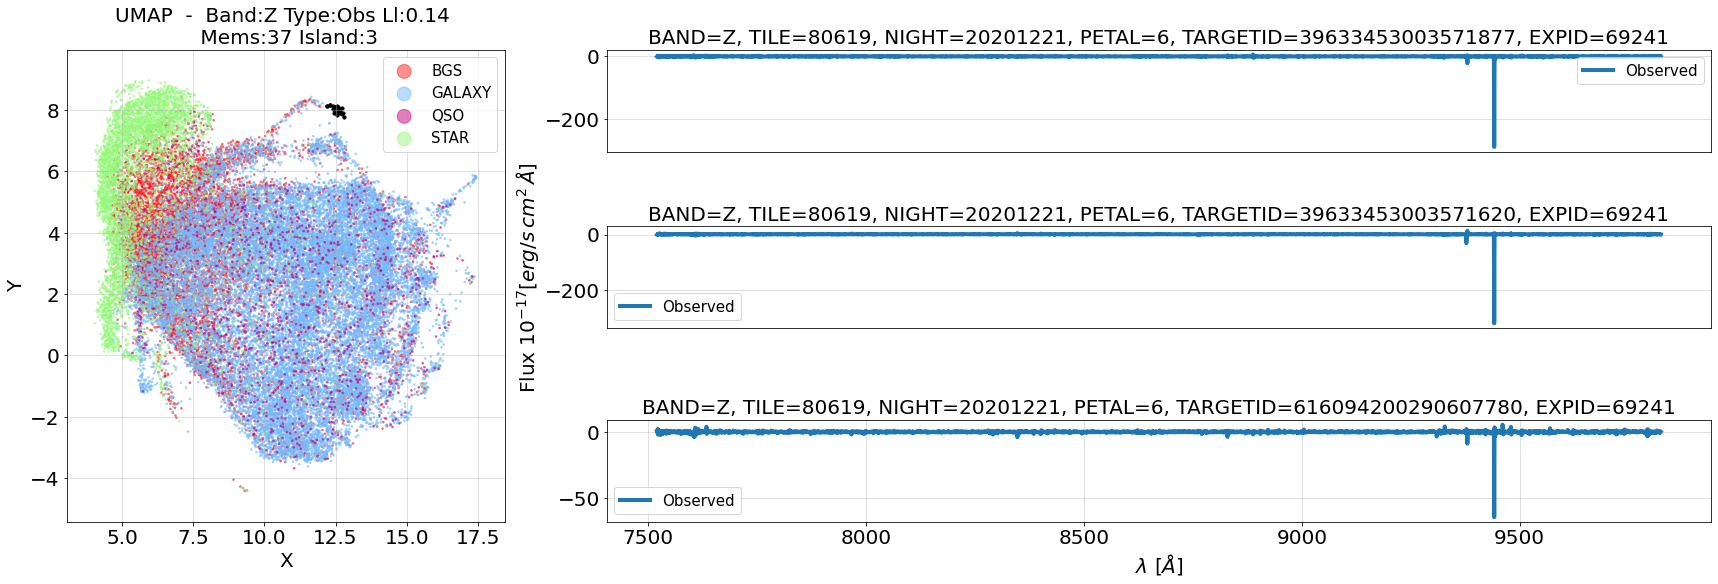 UMAP - Band:Z Type:Obs Ll:0.14
Mems:37 Island:3
BGS
GALAXY
QSO
STAR
8
6
4
2
0
−2
−4
Y
5.0 7.5 10.0 12.5 15.0 17.5
X
Flux 10^{−17}[erg/s cm^2 Å]
BAND=Z, TILE=80619, NIGHT=20201221, PETAL=6, TARGETID=39633453003571877, EXPID=69241
0
−200
Observed
BAND=Z, TILE=80619, NIGHT=20201221, PETAL=6, TARGETID=39633453003571620, EXPID=69241
0
−200
Observed
BAND=Z, TILE=80619, NIGHT=20201221, PETAL=6, TARGETID=616094200290607780, EXPID=69241
0
−50
Observed
7500 8000 8500 9000 9500
λ [Å]